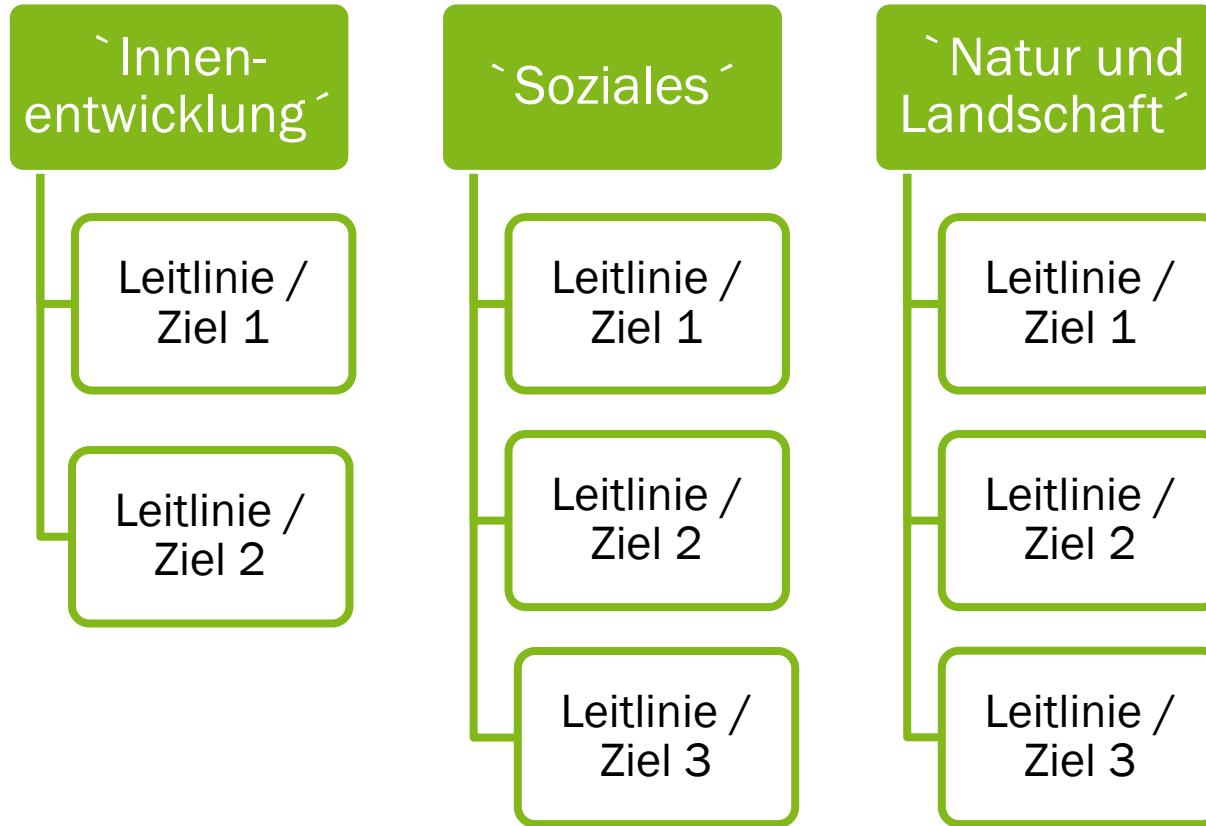 `Innen-
entwicklung´
Leitlinie /
Ziel 1
Leitlinie /
Ziel 2
`Soziales´
Leitlinie /
Ziel 1
Leitlinie /
Ziel 2
Leitlinie /
Ziel 3
`Natur und
Landschaft´
Leitlinie /
Ziel 1
Leitlinie /
Ziel 2
Leitlinie /
Ziel 3